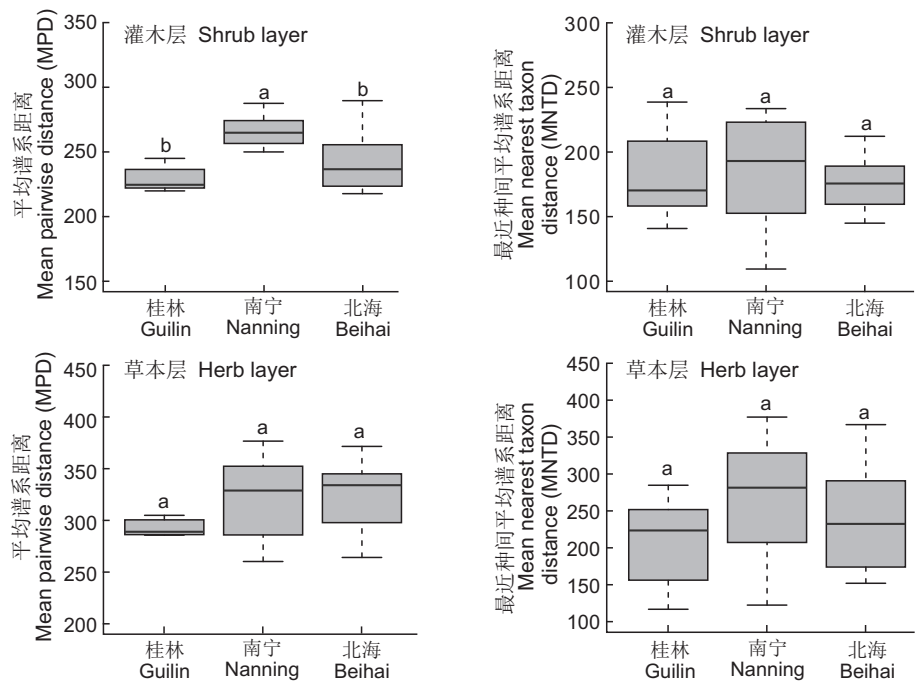 灌木层 Shrub layer
平均谱系距离
Mean pairwise distance (MPD)
350
300
250
200
150
b
a
b
桂林
Guilin
南宁
Nanning
北海
Beihai
灌木层 Shrub layer
最近种间平均谱系距离
Mean nearest taxon
distance (MNTD)
300
250
200
150
100
a
a
a
桂林
Guilin
南宁
Nanning
北海
Beihai
草本层 Herb layer
平均谱系距离
Mean pairwise distance (MPD)
450
400
350
300
250
200
a
a
a
桂林
Guilin
南宁
Nanning
北海
Beihai
草本层 Herb layer
最近种间平均谱系距离
Mean nearest taxon
distance (MNTD)
450
400
350
300
250
200
150
100
a
a
a
桂林
Guilin
南宁
Nanning
北海
Beihai